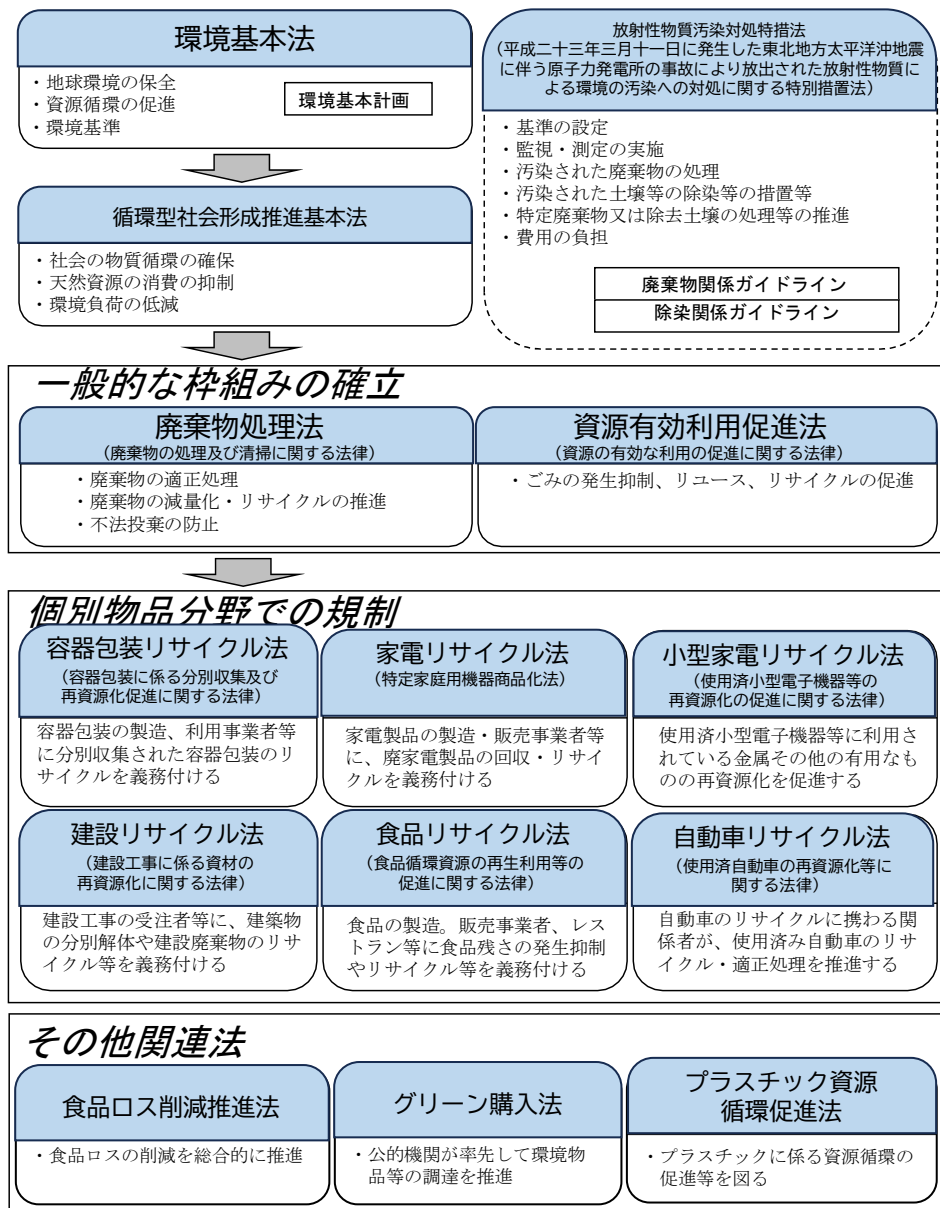 環境基本法
・地球環境の保全
・資源循環の促進
・環境基準
環境基本計画
放射性物質汚染対処特措法
(平成二十三年三月十一日に発生した東北地方太平洋沖地震
に伴う原子力発電所の事故により放出された放射性物質に
よる環境の汚染への対処に関する特別措置法)
・基準の設定
・監視・測定の実施
・汚染された廃棄物の処理
・汚染された土壌等の除染等の措置等
・特定廃棄物又は除去土壌の処理等の推進
・費用の負担
廃棄物関係ガイドライン
除染関係ガイドライン
循環型社会形成推進基本法
・社会の物質循環の確保
・天然資源の消費の抑制
・環境負荷の低減
一般的な枠組みの確立
廃棄物処理法
(廃棄物の処理及び清掃に関する法律)
・廃棄物の適正処理
・廃棄物の減量化・リサイクルの推進
・不法投棄の防止
資源有効利用促進法
(資源の有効な利用の促進に関する法律)
・ごみの発生抑制、リユース、リサイクルの促進
個別物品分野での規制
容器包装リサイクル法
(容器包装に係る分別収集及び
再資源化促進に関する法律)
容器包装の製造、利用事業者等
に分別収集された容器包装のリ
サイクルを義務付ける
家電リサイクル法
(特定家庭用機器商品化法)
家電製品の製造・販売事業者等
に、廃家電製品の回収・リサイ
クルを義務付ける
小型家電リサイクル法
(使用済小型電子機器等の
再資源化の促進に関する法律)
使用済小型電子機器等に利用さ
れている金属その他の有用なも
のの再資源化を促進する
建設リサイクル法
(建設工事に係る資材の
再資源化に関する法律)
建設工事の受注者等に、建築物
の分別解体や建設廃棄物のリサ
イクル等を義務付ける
食品リサイクル法
(食品循環資源の再生利用等の
促進に関する法律)
食品の製造。販売事業者、レス
トラン等に食品残さの発生抑制
やリサイクル等を義務付ける
自動車リサイクル法
(使用済自動車の再資源化等に
関する法律)
自動車のリサイクルに携わる関
係者が、使用済み自動車のリサ
イクル・適正処理を推進する
その他関連法
食品ロス削減推進法
・食品ロスの削減を総合的に推進
グリーン購入法
・公的機関が率先して環境物
品等の調達を推進
プラスチック資源
循環促進法
・プラスチックに係る資源循環の
促進等を図る